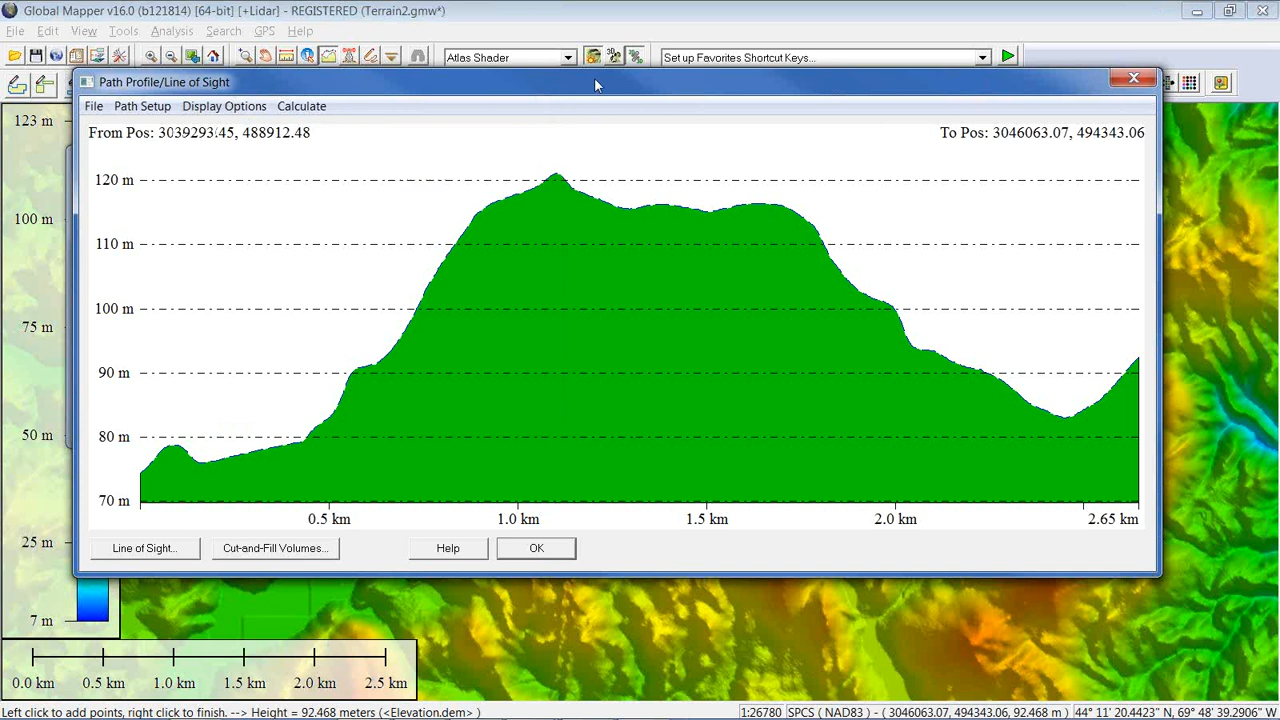 Global Mapper v16.0 (b121814) [64-bit] [+Lidar] - REGISTERED (Terrain2.gmw*)
File Edit View Tools Analysis Search GPS Help
Atlas Shader Set up Favorites Shortcut Keys...
Path Profile/Line of Sight
File Path Setup Display Options Calculate
From Pos: 3039293.45, 488912.48 To Pos: 3046063.07, 494343.06
120 m
110 m
100 m
90 m
80 m
70 m
0.5 km 1.0 km 1.5 km 2.0 km 2.65 km
Line of Sight... Cut-and-Fill Volumes... Help OK
123 m
100 m
75 m
50 m
25 m
7 m
0.0 km 0.5 km 1.0 km 1.5 km 2.0 km 2.5 km
Left click to add points, right click to finish. --> Height = 92.468 meters (<Elevation.dem> ) 1:26780 SPCS ( NAD83 ) - ( 3046063.07, 494343.06, 92.468 m ) 44° 11' 20.4423" N, 69° 48' 39.2906" W